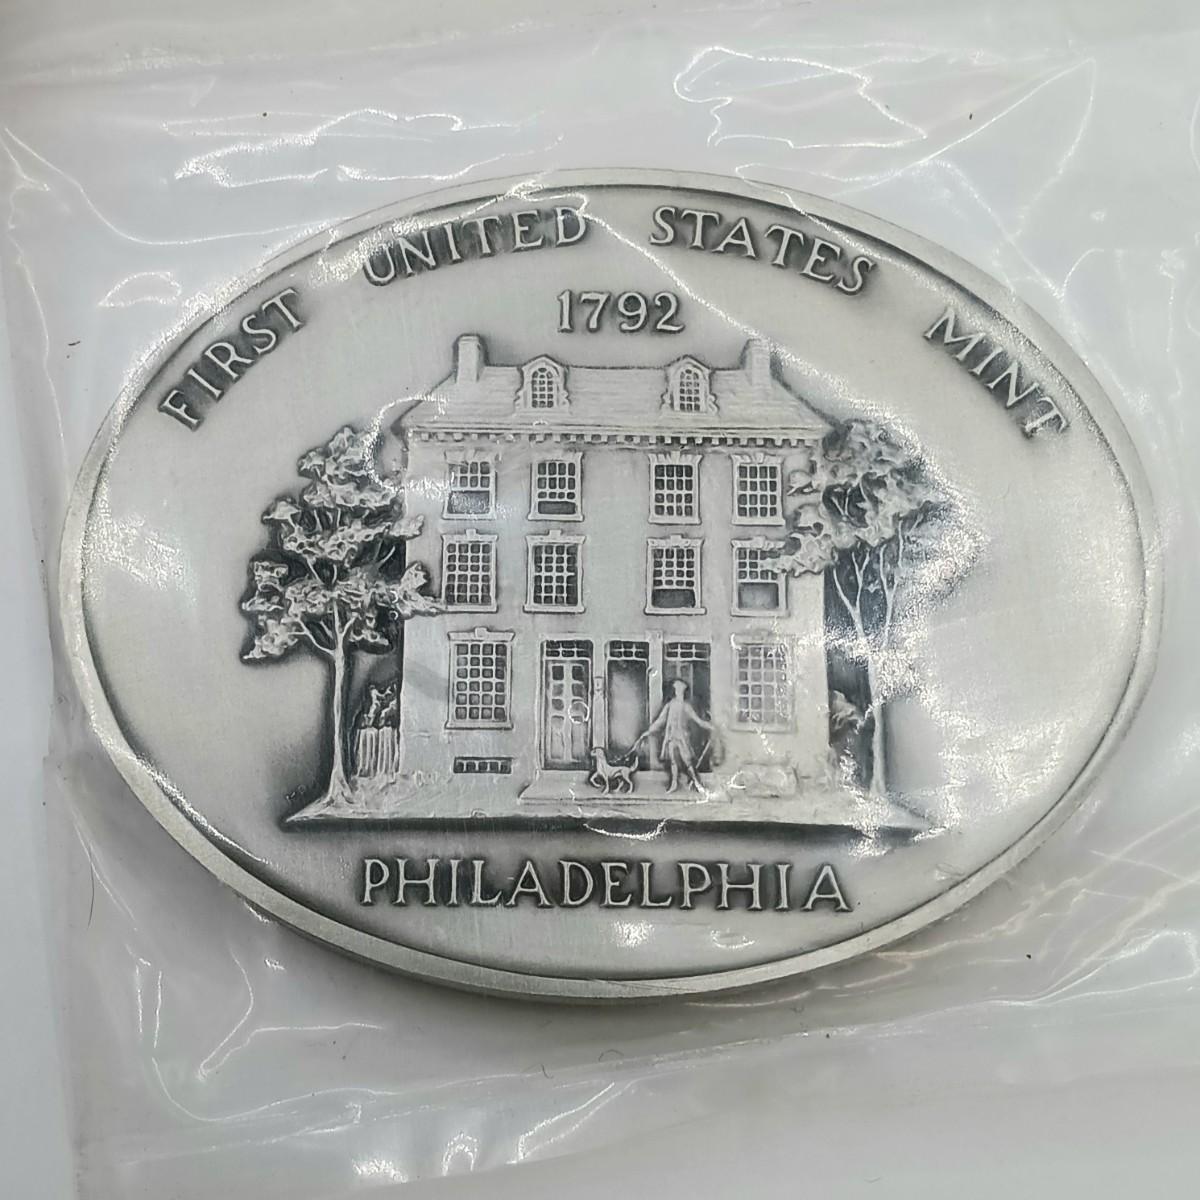 FIRST UNITED STATES MINT
1792
PHILADELPHIA